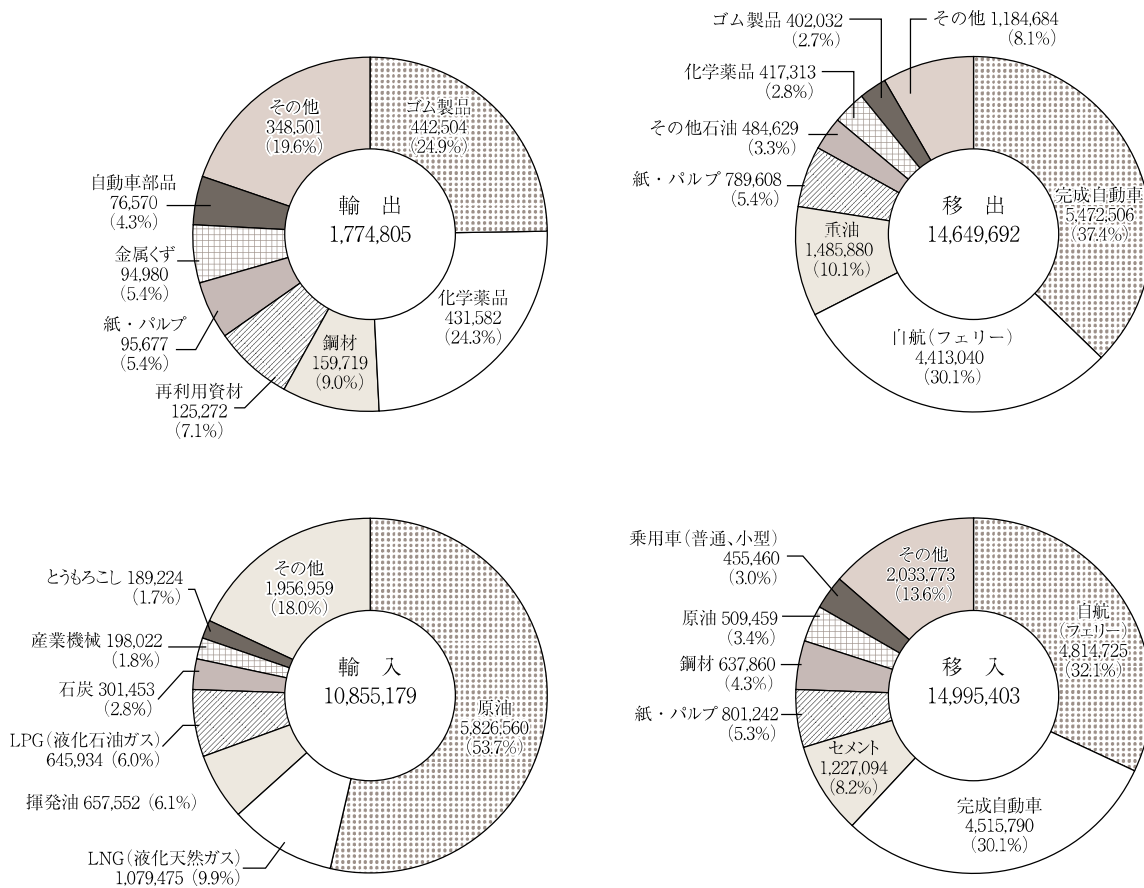 輸 出
1,774,805
ゴム製品
442,504
(24.9%)
化学薬品
431,582
(24.3%)
鋼材
159,719
(9.0%)
再利用資材
125,272
(7.1%)
紙・パルプ
95,677
(5.4%)
金属くず
94,980
(5.4%)
自動車部品
76,570
(4.3%)
その他
348,501
(19.6%)
移 出
14,649,692
完成自動車
5,472,506
(37.4%)
自航(フェリー)
4,413,040
(30.1%)
重油
1,485,880
(10.1%)
紙・パルプ 789,608
(5.4%)
その他石油 484,629
(3.3%)
化学薬品 417,313
(2.8%)
ゴム製品 402,032
(2.7%)
その他 1,184,684
(8.1%)
輸 入
10,855,179
原油
5,826,560
(53.7%)
LNG(液化天然ガス)
1,079,475 (9.9%)
揮発油 657,552 (6.1%)
LPG(液化石油ガス)
645,934 (6.0%)
石炭 301,453
(2.8%)
産業機械 198,022
(1.8%)
とうもろこし 189,224
(1.7%)
その他
1,956,959
(18.0%)
移 入
14,995,403
自航
(フェリー)
4,814,725
(32.1%)
完成自動車
4,515,790
(30.1%)
セメント
1,227,094
(8.2%)
紙・パルプ 801,242
(5.3%)
鋼材 637,860
(4.3%)
原油 509,459
(3.4%)
乗用車(普通、小型)
455,460
(3.0%)
その他
2,033,773
(13.6%)